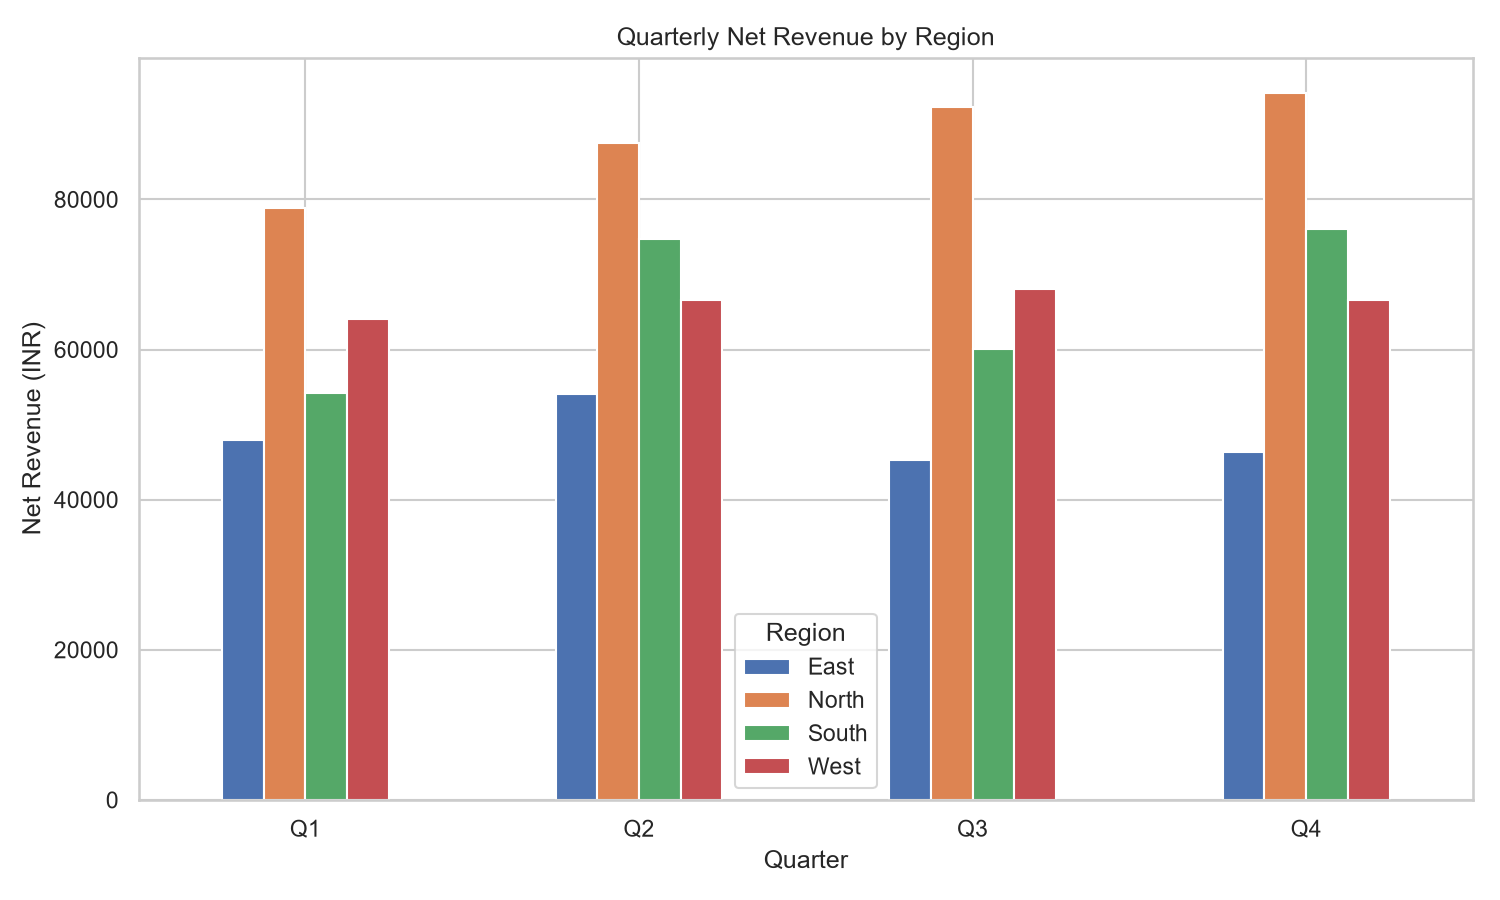 Quarterly Net Revenue by Region
Net Revenue (INR)
80000
60000
40000
20000
0
Region
East
North
South
West
Q1
Q2
Q3
Q4
Quarter